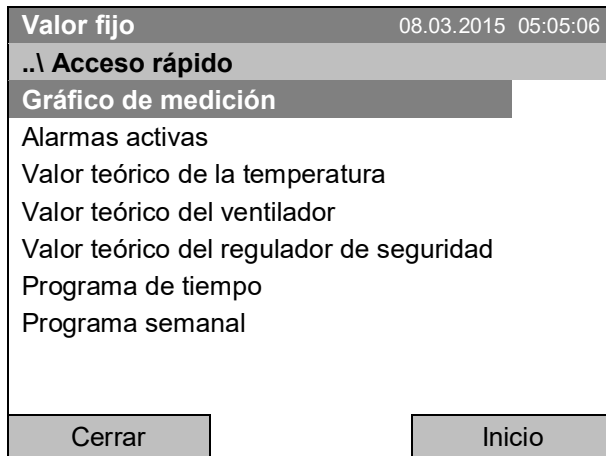 Valor fijo 08.03.2015 05:05:06
..\ Acceso rápido
Gráfico de medición
Alarmas activas
Valor teórico de la temperatura
Valor teórico del ventilador
Valor teórico del regulador de seguridad
Programa de tiempo
Programa semanal
Cerrar Inicio